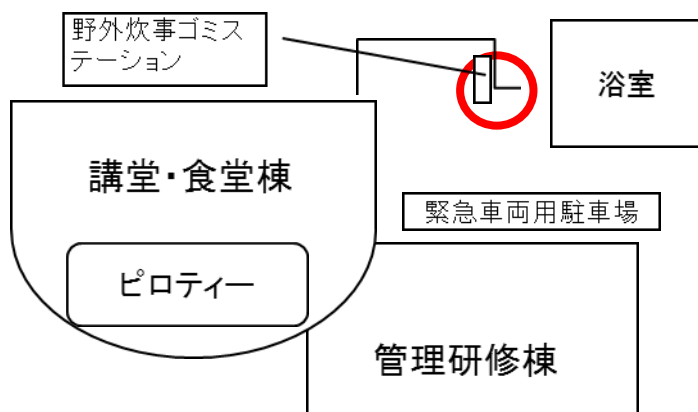 野外炊事ゴミス
テーション
浴室
講堂・食堂棟
緊急車両用駐車場
ピロティー
管理研修棟